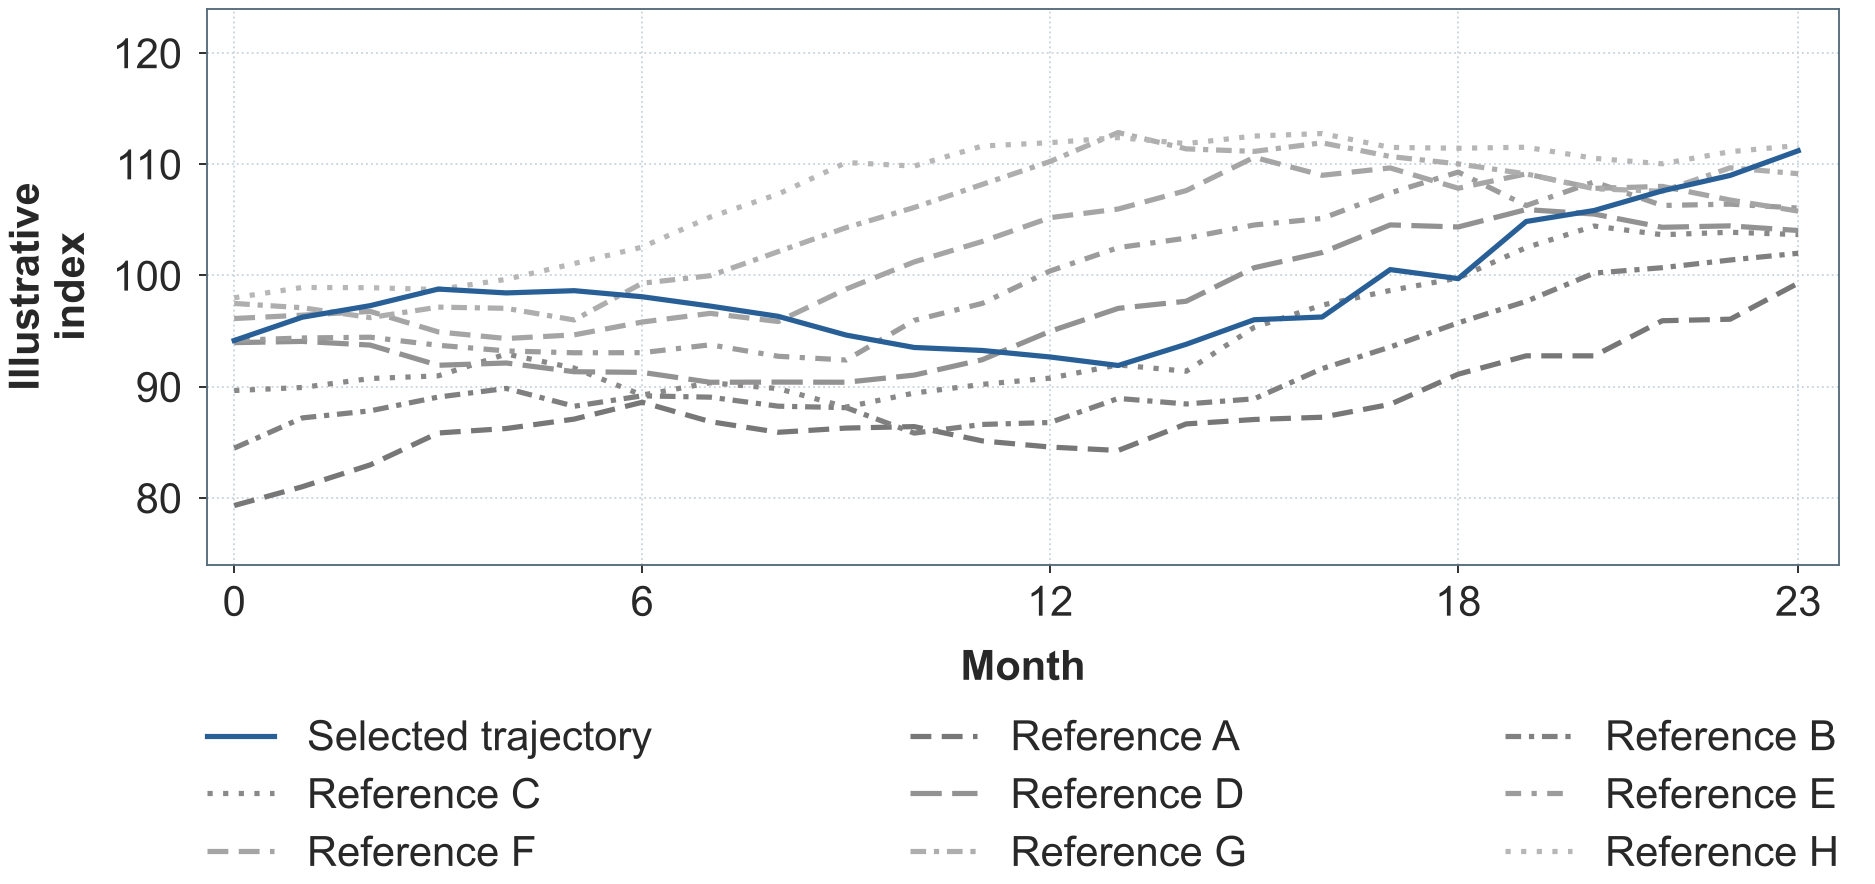 120
110
100
90
80
Illustrative
index
0 6 12 18 23
Month
Selected trajectory Reference A Reference B
Reference C Reference D Reference E
Reference F Reference G Reference H